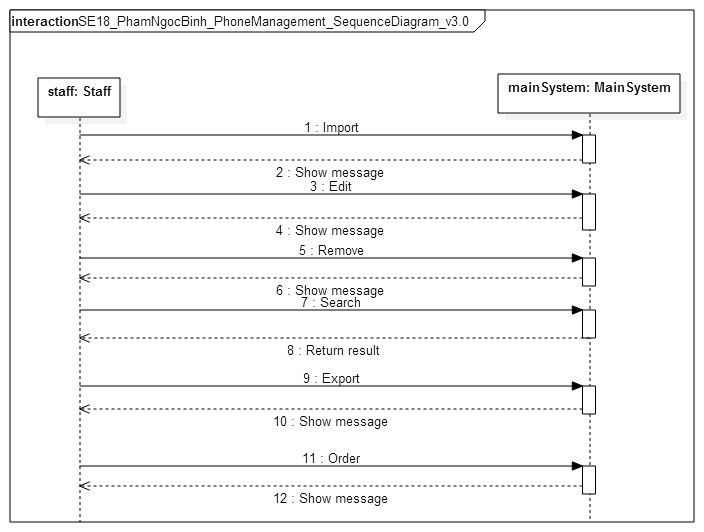 interactionSE18_PhamNgocBinh_PhoneManagement_SequenceDiagram_v3.0
staff: Staff
mainSystem: MainSystem
1 : Import
2 : Show message
3 : Edit
4 : Show message
5 : Remove
6 : Show message
7 : Search
8 : Return result
9 : Export
10 : Show message
11 : Order
12 : Show message